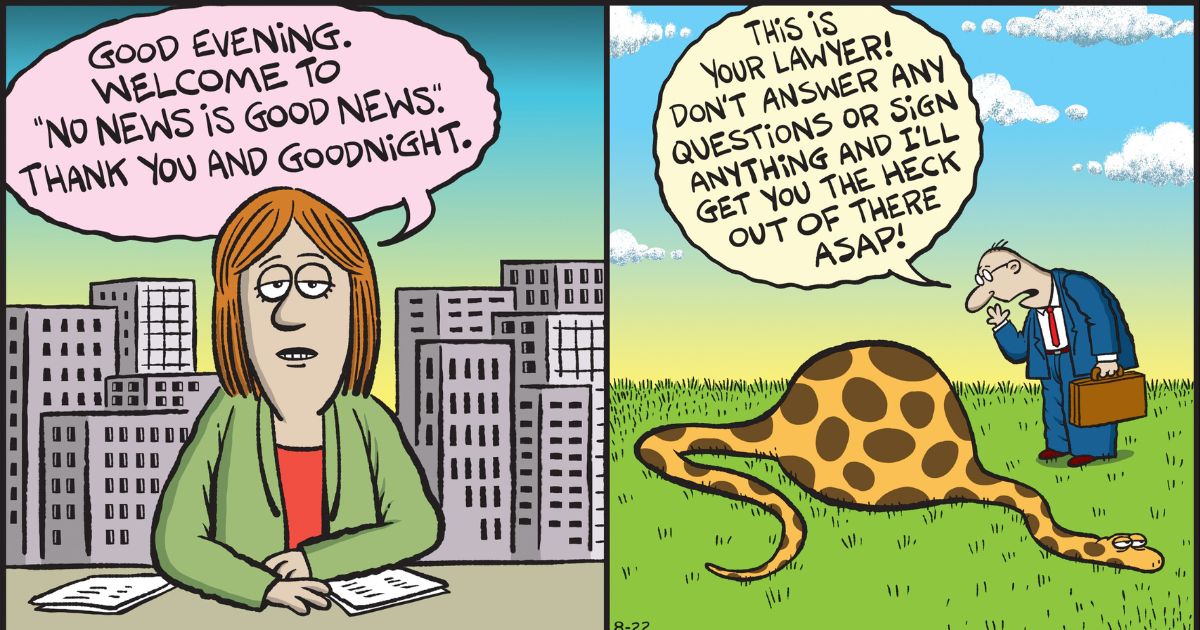 GOOD EVENING.
WELCOME TO
"NO NEWS iS GOOD NEWS".
THANK YOU AND GOODNiGHT.
THiS iS
YOUR LAWYER!
DON'T ANSWER ANY
QUESTiONS OR SiGN
ANYTHiNG AND i'LL
GET YOU THE HECK
OUT OF THERE
ASAP!
8-22